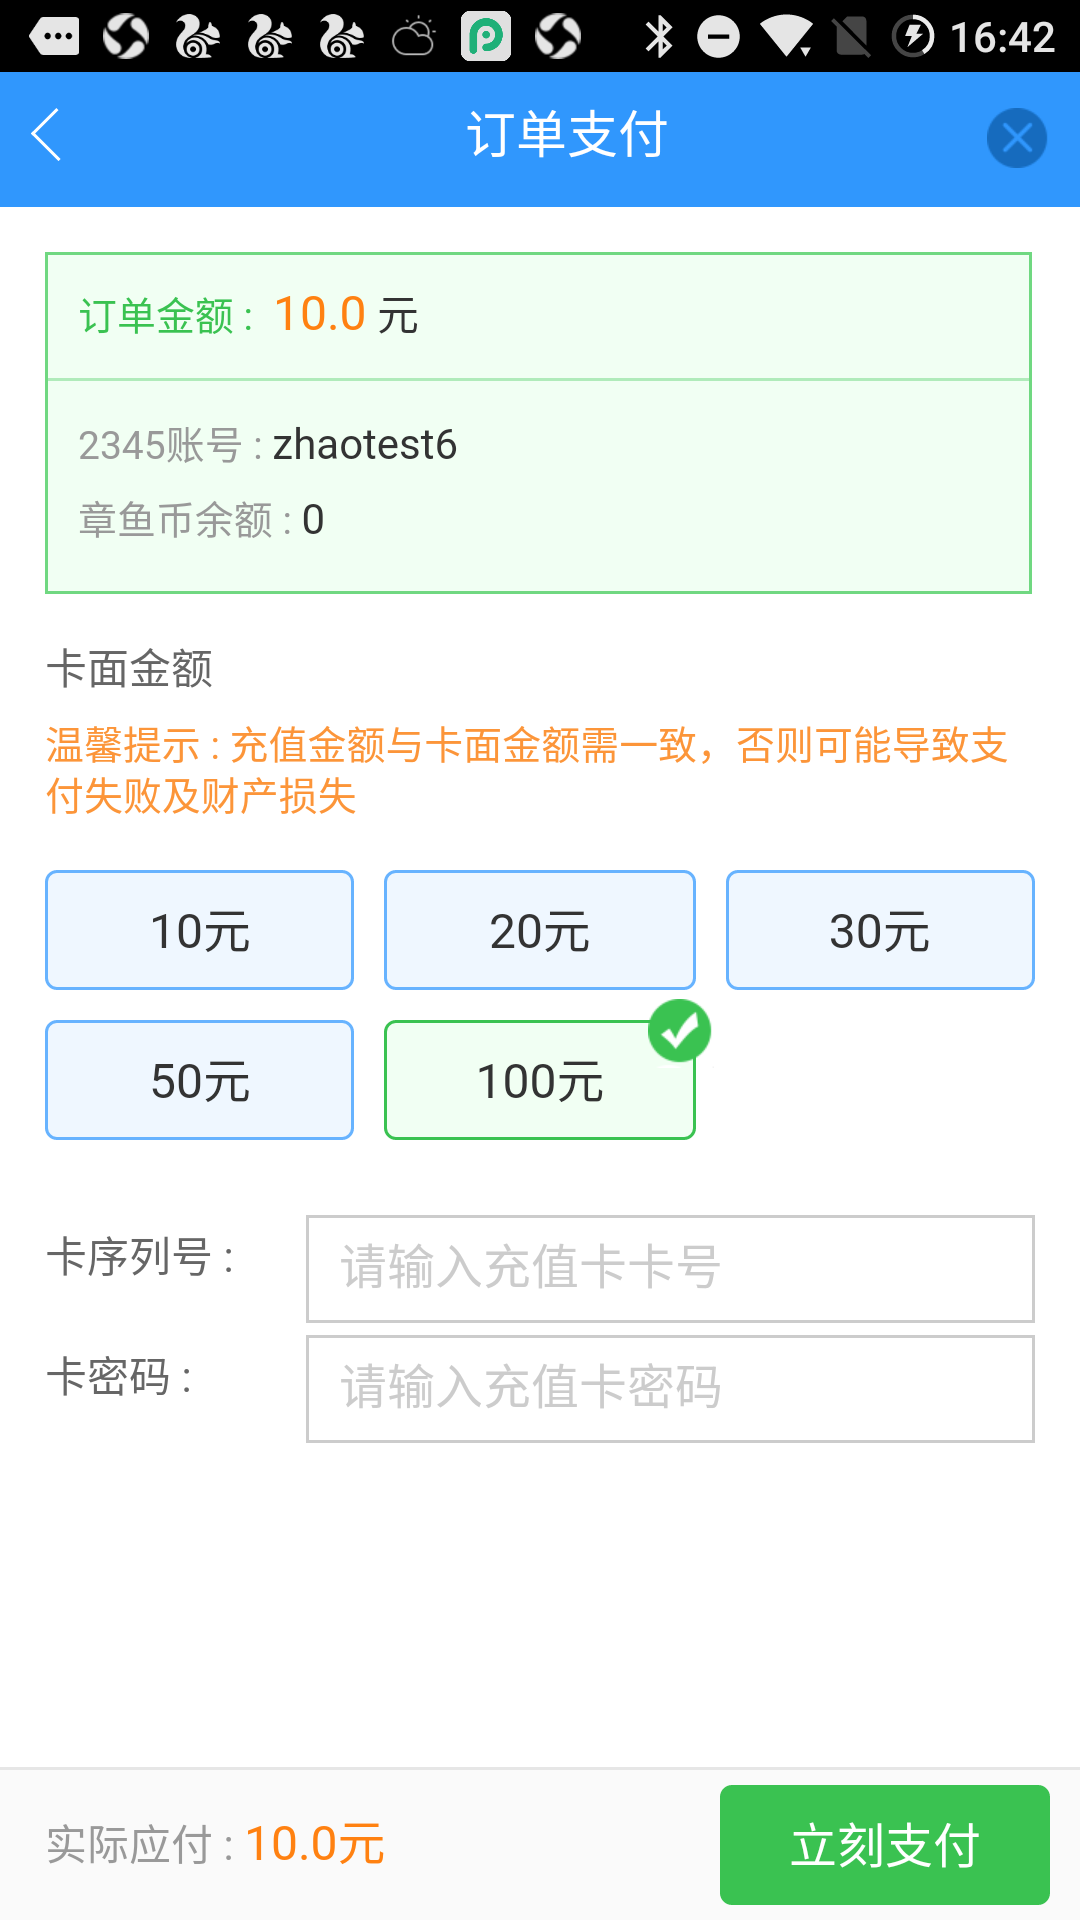 16:42
订单支付
订单金额： 10.0 元
2345账号：zhaotest6
章鱼币余额：0
卡面金额
温馨提示：充值金额与卡面金额需一致，否则可能导致支
付失败及财产损失
10元 20元 30元
50元 100元
卡序列号： 请输入充值卡卡号
卡密码： 请输入充值卡密码
实际应付：10.0元 立刻支付